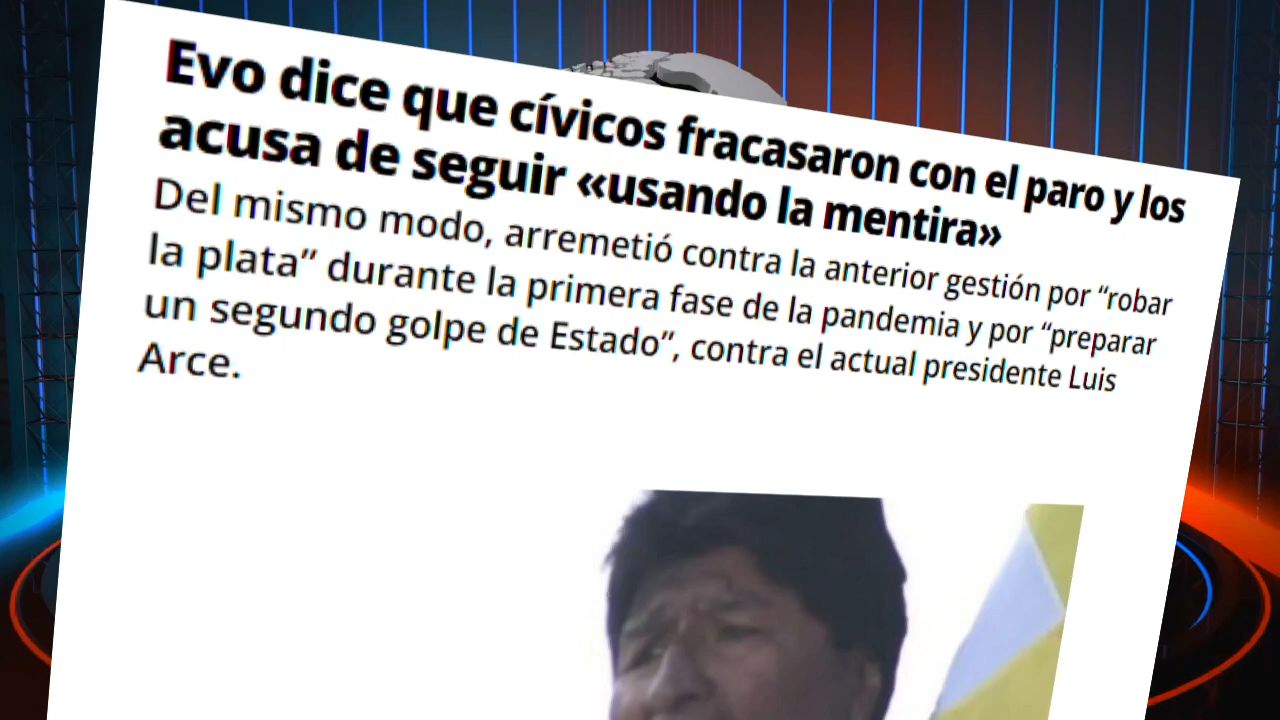 Evo dice que cívicos fracasaron con el paro y los
acusa de seguir «usando la mentira»
Del mismo modo, arremetió contra la anterior gestión por “robar
la plata” durante la primera fase de la pandemia y por “preparar
un segundo golpe de Estado”, contra el actual presidente Luis
Arce.